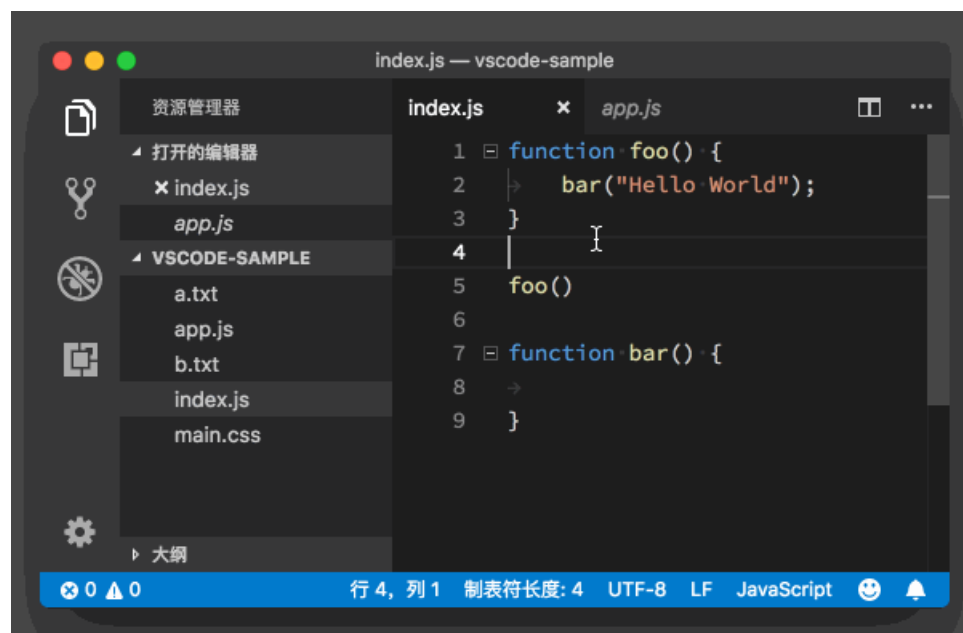 index.js — vscode-sample
资源管理器
打开的编辑器
index.js
app.js
VSCODE-SAMPLE
a.txt
app.js
b.txt
index.js
main.css
大纲
index.js app.js
1 function foo() {
2 bar("Hello World");
3 }
4
5 foo()
6
7 function bar() {
8
9 }
0 0 行 4，列 1 制表符长度: 4 UTF-8 LF JavaScript